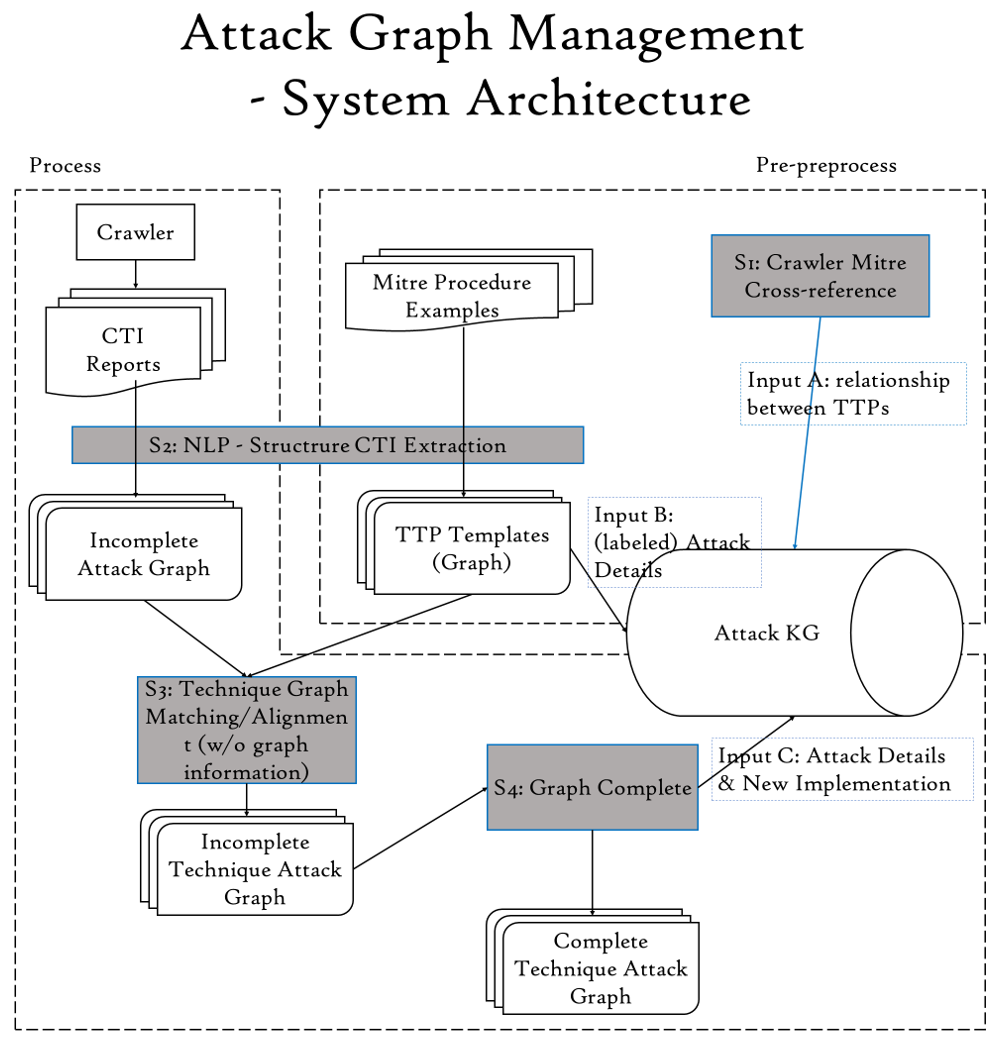 Attack Graph Management
- System Architecture
Process
Pre-preprocess
Crawler
CTI
Reports
Mitre Procedure
Examples
S1: Crawler Mitre
Cross-reference
Input A: relationship
between TTPs
S2: NLP - Structrure CTI Extraction
Incomplete
Attack Graph
TTP Templates
(Graph)
Input B:
(labeled) Attack
Details
Attack KG
S3: Technique Graph
Matching/Alignmen
t (w/o graph
information)
S4: Graph Complete
Input C: Attack Details
& New Implementation
Incomplete
Technique Attack
Graph
Complete
Technique Attack
Graph